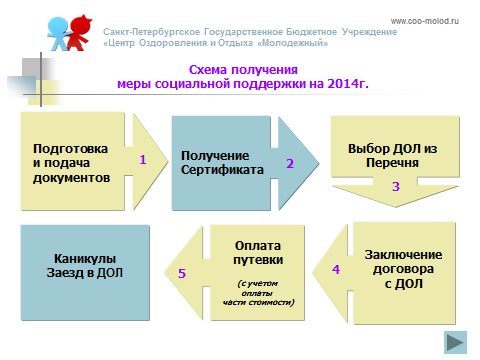 www.coo-molod.ru
Санкт-Петербургское Государственное Бюджетное Учреждение
«Центр Оздоровления и Отдыха «Молодежный»
Схема получения
меры социальной поддержки на 2014г.
Подготовка
и подача
документов
1
Получение
Сертификата
2
Выбор ДОЛ из
Перечня
3
Заключение
договора
с ДОЛ
4
Оплата
путевки
(с учетом
оплаты
части стоимости)
5
Каникулы
Заезд в ДОЛ